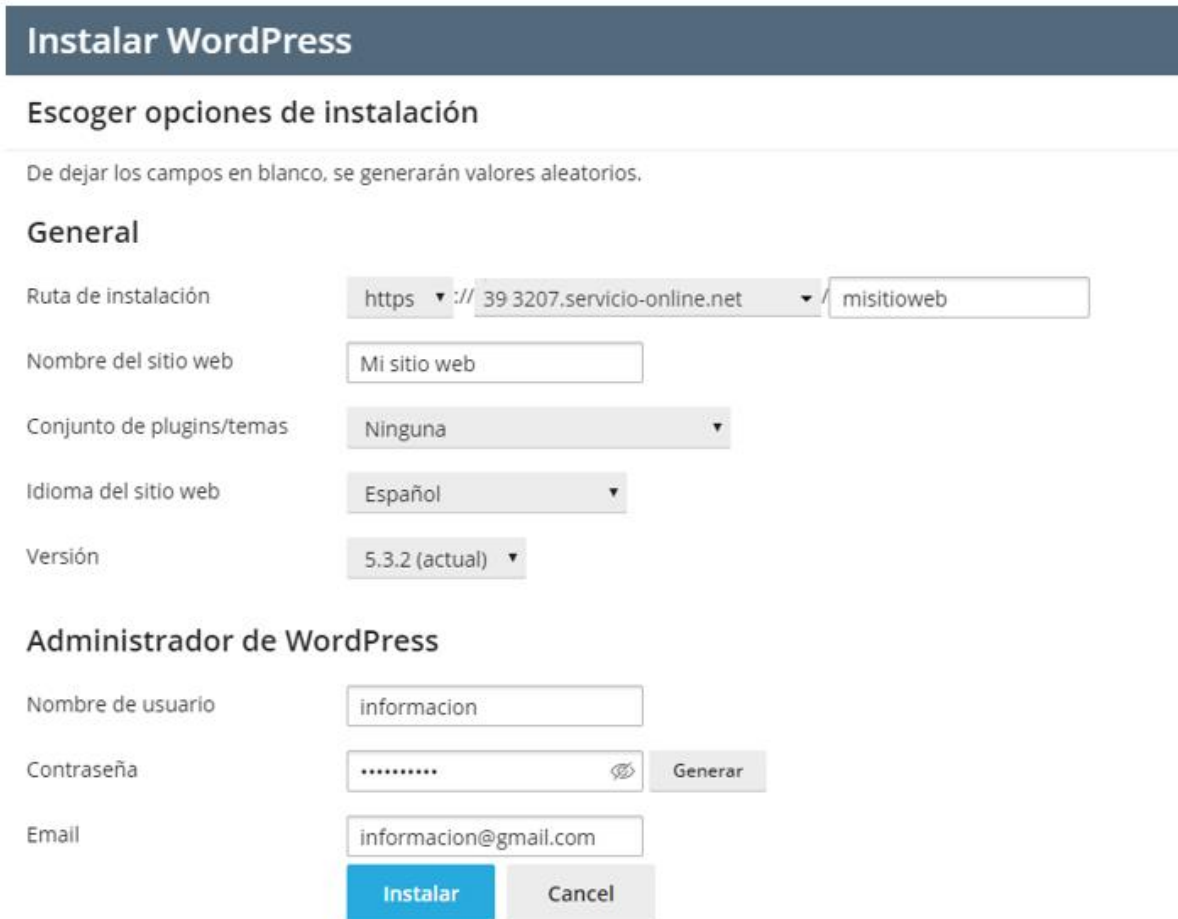 Instalar WordPress
Escoger opciones de instalación
De dejar los campos en blanco, se generarán valores aleatorios.
General
Ruta de instalación https :// 39 3207.servicio-online.net / misitioweb
Nombre del sitio web Mi sitio web
Conjunto de plugins/temas Ninguna
Idioma del sitio web Español
Versión 5.3.2 (actual)
Administrador de WordPress
Nombre de usuario informacion
Contraseña •••••••••• Generar
Email informacion@gmail.com
Instalar Cancel